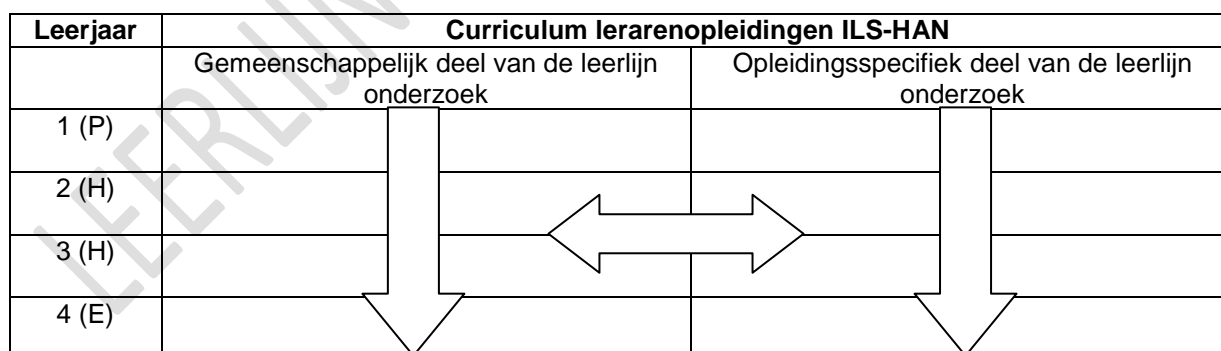 Leerjaar Curriculum lerarenopleidingen ILS-HAN
Gemeenschappelijk deel van de leerlijn onderzoek
Opleidingsspecifiek deel van de leerlijn onderzoek
1 (P)
2 (H)
3 (H)
4 (E)
LEERLIJN